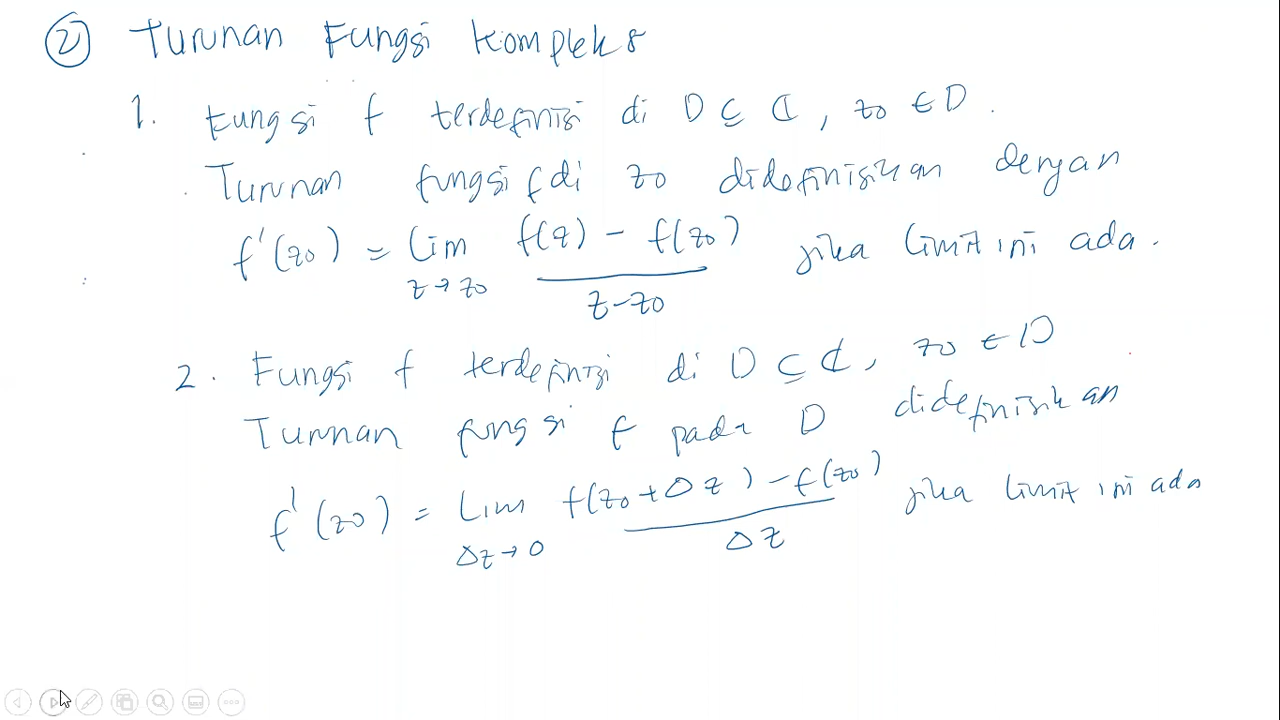 ② Turunan Fungsi Kompleks
1. Fungsi f terdefinisi di D ⊆ ℂ, z0 ∈ D.
Turunan fungsi f di z0 didefinisikan dengan
f'(z0) = lim z→z0 (f(z) - f(z0)) / (z - z0) jika limit ini ada.
2. Fungsi f terdefinisi di D ⊆ ℂ, z0 ∈ D
Turunan fungsi f pada D didefinisikan
f'(z0) = lim Δz→0 (f(z0 + Δz) - f(z0)) / Δz jika limit ini ada